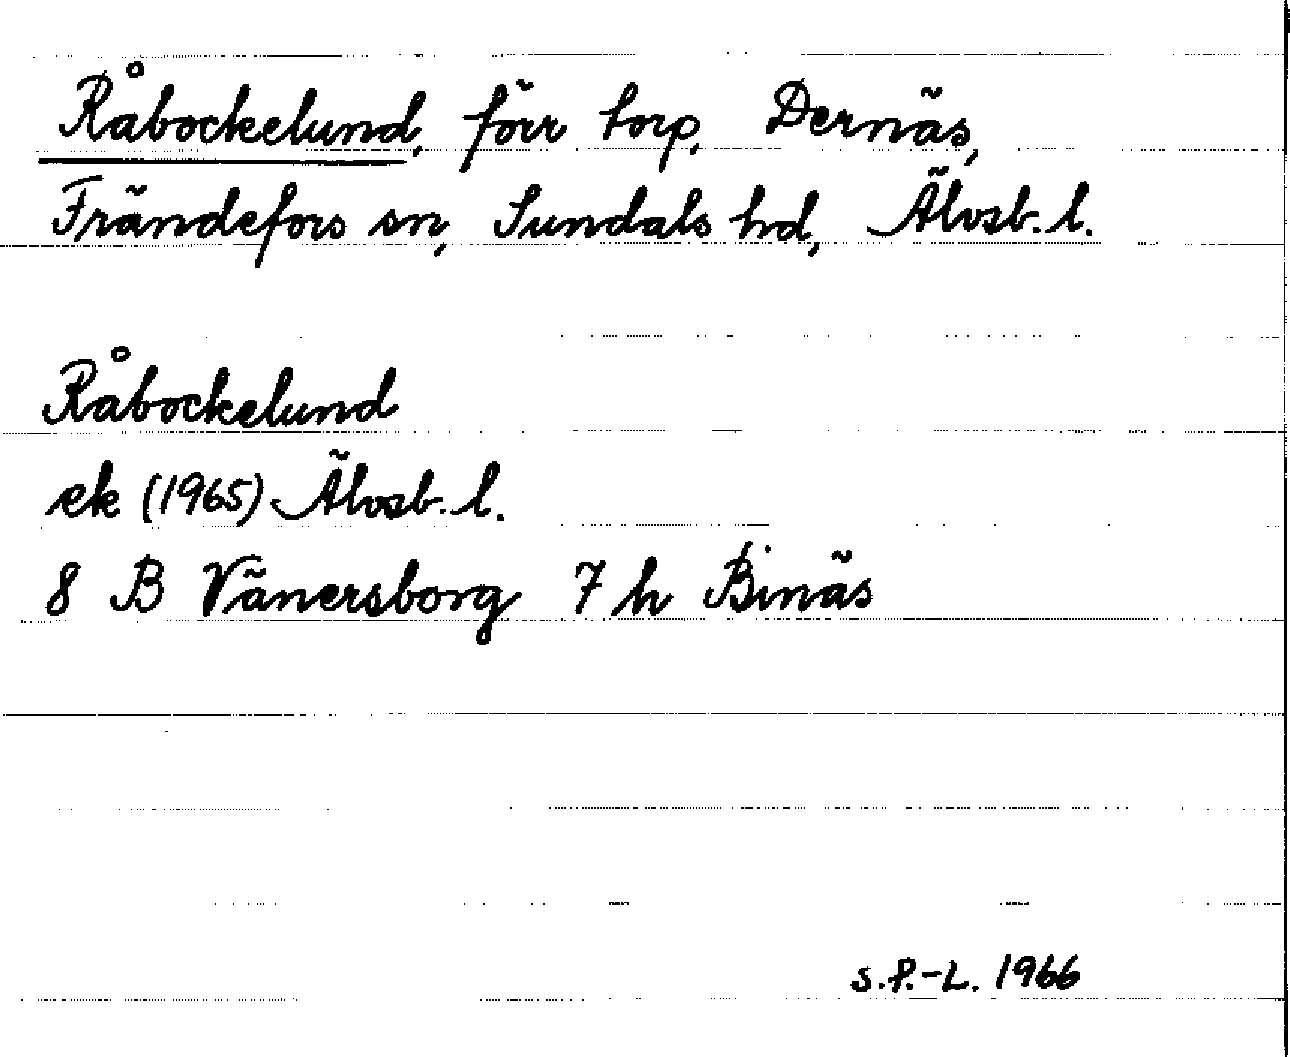 Råbockelund, förr torp, Dernäs,
Frändefors sn, Sundals hd, Älvsb. l.
Råbockelund
ek (1965) Älvsb. l.
8 B Vänersborg 7 h Binäs
S.P.-L. 1966